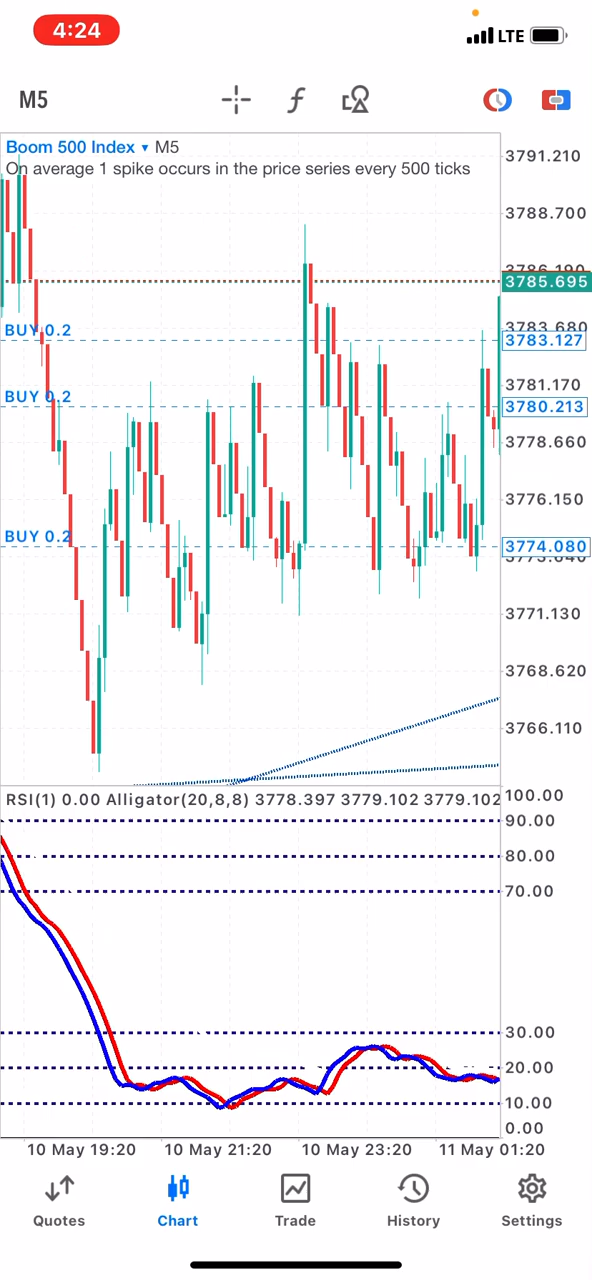 4:24
LTE
M5
f
Boom 500 Index ▾ M5
On average 1 spike occurs in the price series every 500 ticks
3791.210
3788.700
3785.695
3783.680
BUY 0.2
3783.127
3781.170
BUY 0.2
3780.213
3778.660
3776.150
BUY 0.2
3774.080
3771.130
3768.620
3766.110
RSI(1) 0.00 Alligator(20,8,8) 3778.397 3779.102 3779.102
100.00
90.00
80.00
70.00
30.00
20.00
10.00
0.00
10 May 19:20
10 May 21:20
10 May 23:20
11 May 01:20
Quotes
Chart
Trade
History
Settings